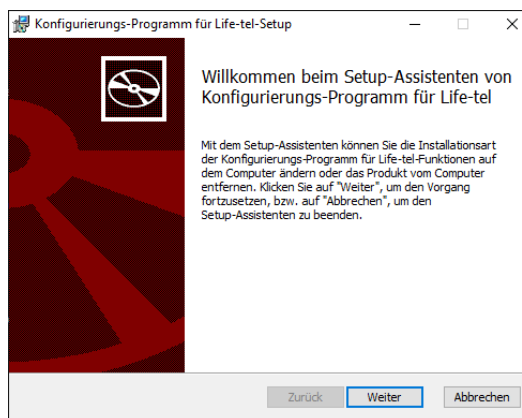 Konfigurierungs-Programm für Life-tel-Setup
Willkommen beim Setup-Assistenten von
Konfigurierungs-Programm für Life-tel
Mit dem Setup-Assistenten können Sie die Installationsart
der Konfigurierungs-Programm für Life-tel-Funktionen auf
dem Computer ändern oder das Produkt vom Computer
entfernen. Klicken Sie auf "Weiter", um den Vorgang
fortzusetzen, bzw. auf "Abbrechen", um den
Setup-Assistenten zu beenden.
Zurück Weiter Abbrechen